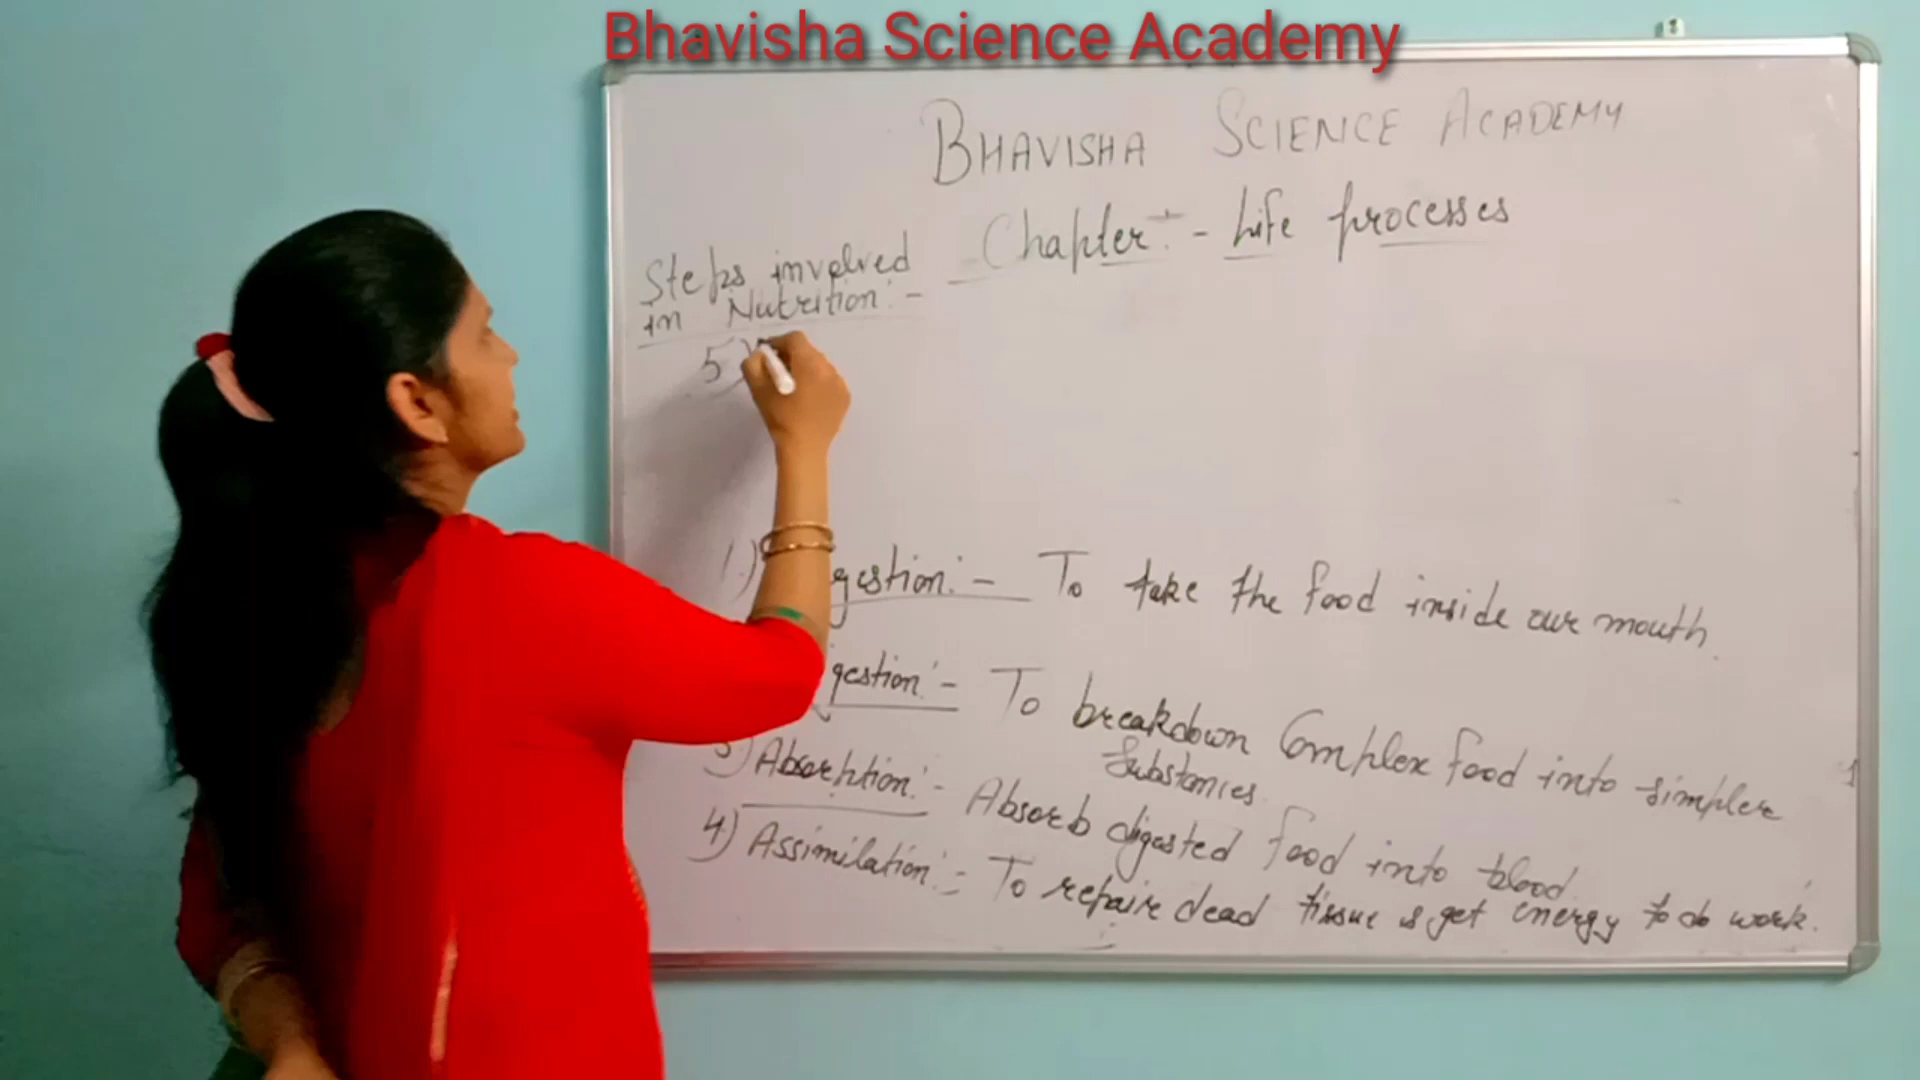 Bhavisha Science Academy
BHAVISHA SCIENCE ACADEMY
Chapter:- Life processes
Steps involved
in Nutrition:-
5)
1.) gestion:- To take the food inside our mouth.
gestion:- To breakdown Complex food into simpler
Substances.
3) Absorption:- Absorb digested food into blood.
4.) Assimilation:- To repair dead tissue & get energy to do work.